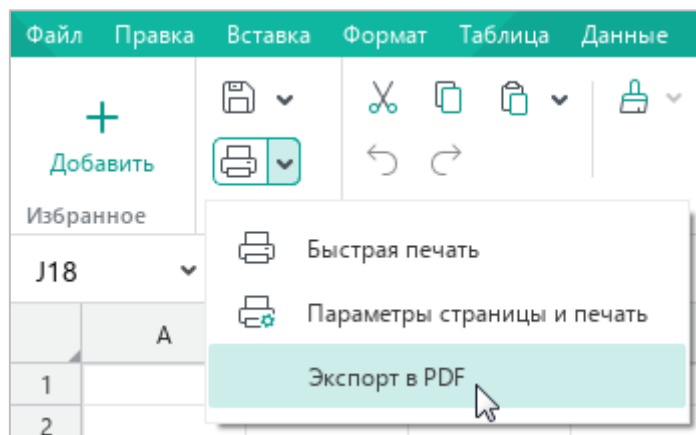 Файл Правка Вставка Формат Таблица Данные
Добавить
Избранное
Быстрая печать
J18
Параметры страницы и печать
A
Экспорт в PDF
1
2